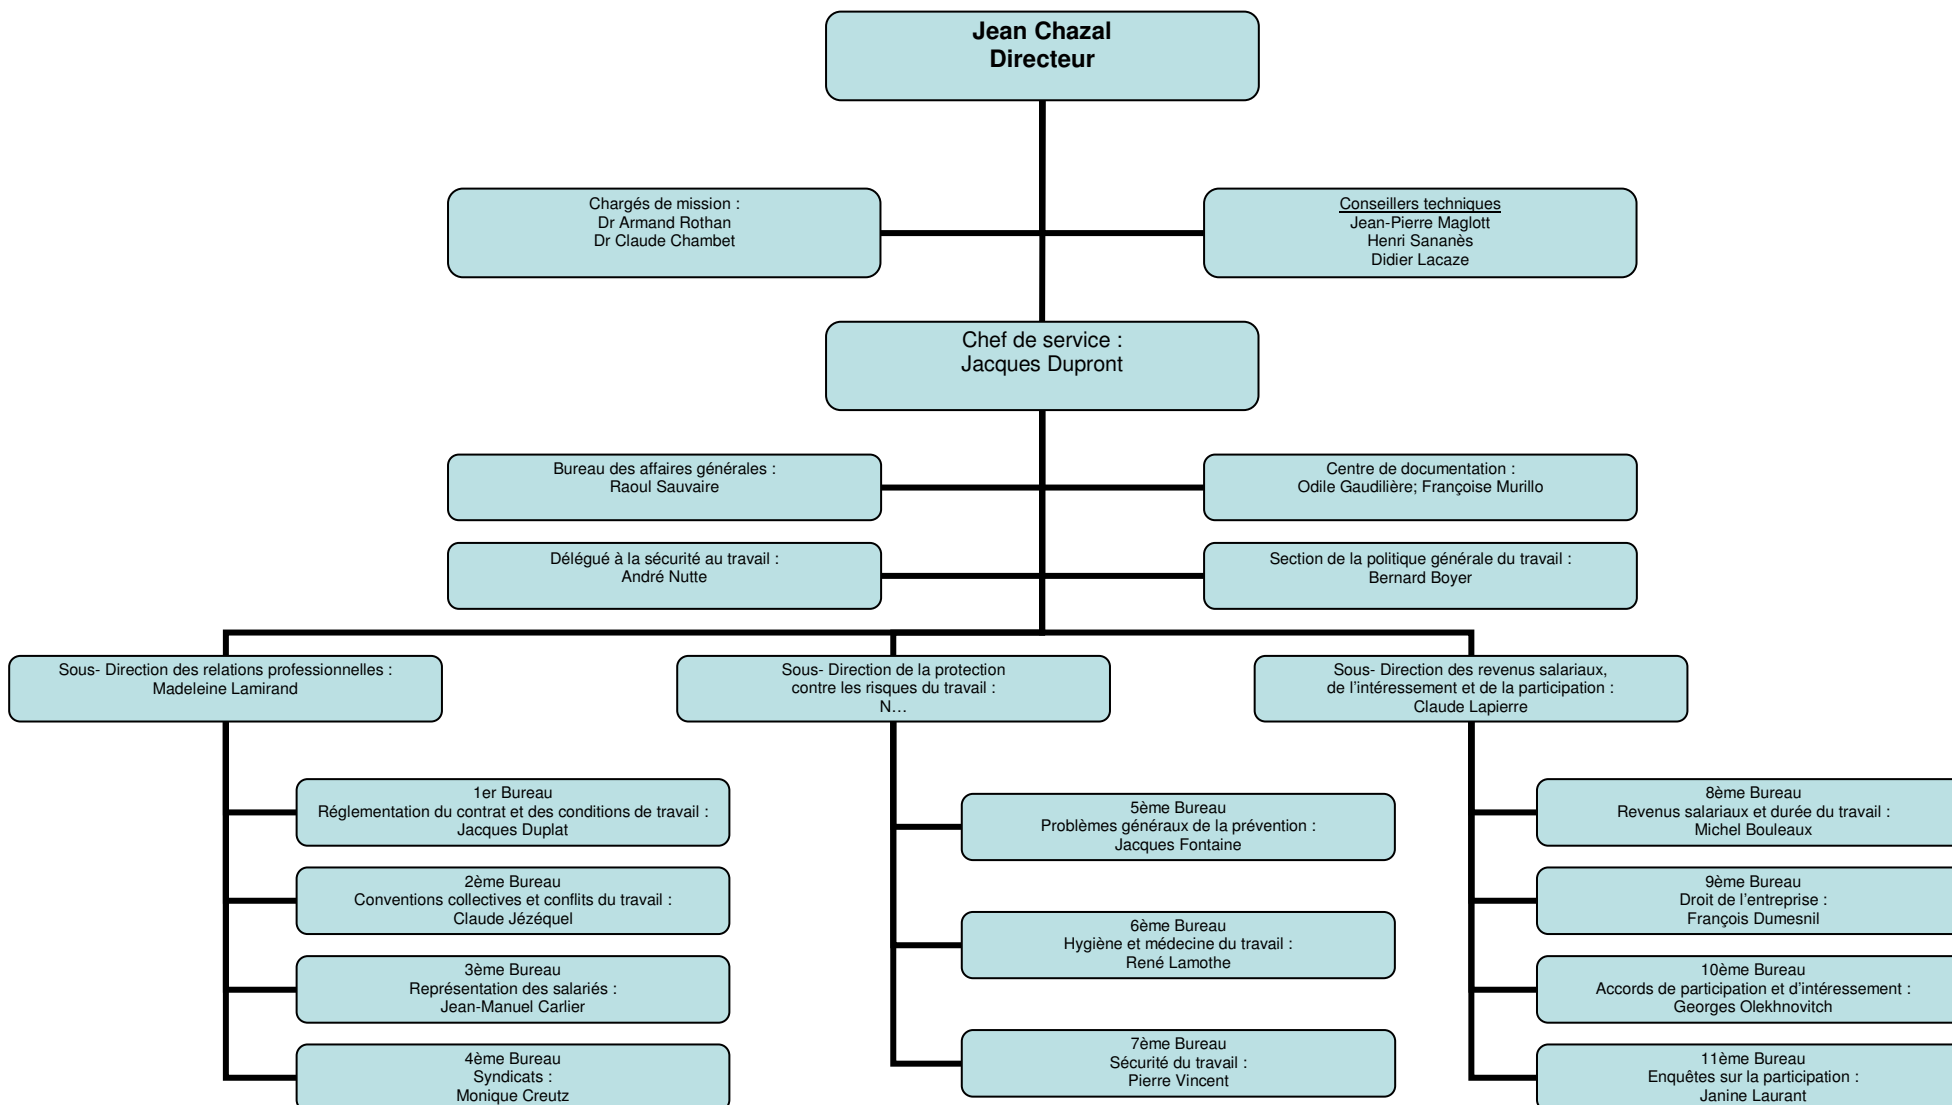 Jean Chazal
Directeur
Chargés de mission :
Dr Armand Rothan
Dr Claude Chambet
Conseillers techniques
Jean-Pierre Maglott
Henri Sananès
Didier Lacaze
Chef de service :
Jacques Dupront
Bureau des affaires générales :
Raoul Sauvaire
Centre de documentation :
Odile Gaudilière; Françoise Murillo
Délégué à la sécurité au travail :
André Nutte
Section de la politique générale du travail :
Bernard Boyer
Sous- Direction des relations professionnelles :
Madeleine Lamirand
Sous- Direction de la protection
contre les risques du travail :
N…
Sous- Direction des revenus salariaux,
de l’intéressement et de la participation :
Claude Lapierre
1er Bureau
Réglementation du contrat et des conditions de travail :
Jacques Duplat
2ème Bureau
Conventions collectives et conflits du travail :
Claude Jézéquel
3ème Bureau
Représentation des salariés :
Jean-Manuel Carlier
4ème Bureau
Syndicats :
Monique Creutz
5ème Bureau
Problèmes généraux de la prévention :
Jacques Fontaine
6ème Bureau
Hygiène et médecine du travail :
René Lamothe
7ème Bureau
Sécurité du travail :
Pierre Vincent
8ème Bureau
Revenus salariaux et durée du travail :
Michel Bouleaux
9ème Bureau
Droit de l’entreprise :
François Dumesnil
10ème Bureau
Accords de participation et d’intéressement :
Georges Olekhnovitch
11ème Bureau
Enquêtes sur la participation :
Janine Laurant